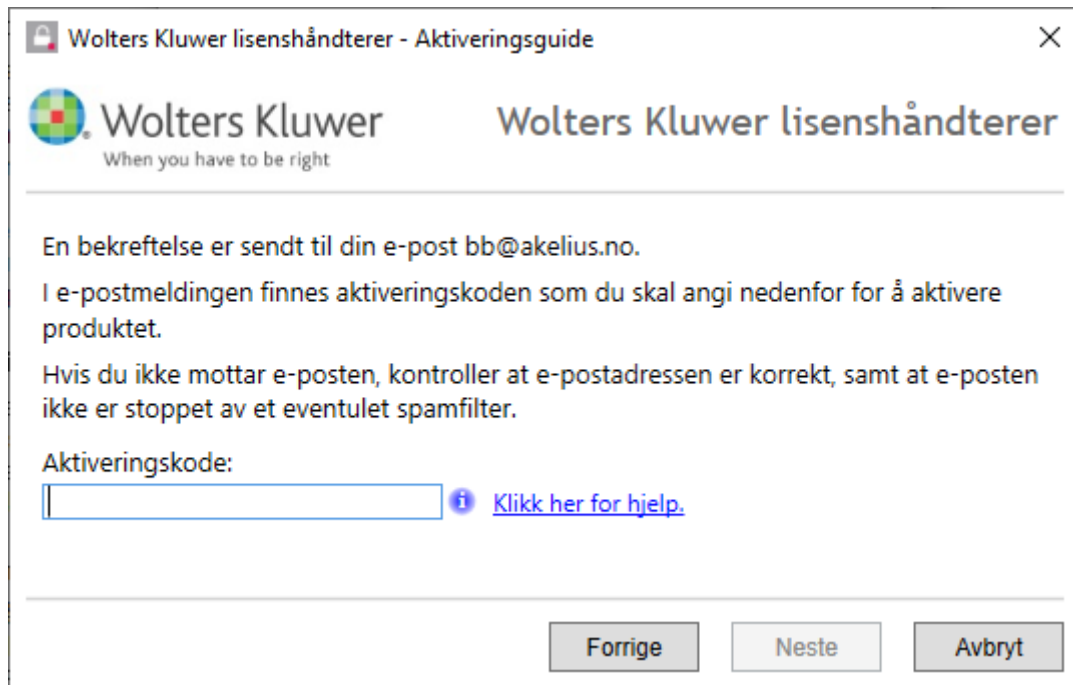 Wolters Kluwer lisenshåndterer - Aktiveringsguide
Wolters Kluwer
When you have to be right
Wolters Kluwer lisenshåndterer
En bekreftelse er sendt til din e-post bb@akelius.no.
I e-postmeldingen finnes aktiveringskoden som du skal angi nedenfor for å aktivere
produktet.
Hvis du ikke mottar e-posten, kontroller at e-postadressen er korrekt, samt at e-posten
ikke er stoppet av et eventulet spamfilter.
Aktiveringskode:
Klikk her for hjelp.
Forrige
Neste
Avbryt